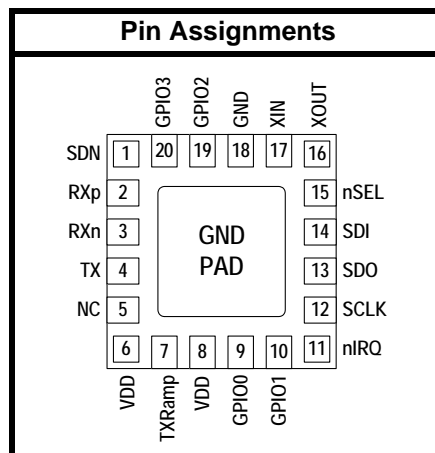 Pin Assignments
GPIO3
GPIO2
GND
XIN
XOUT
SDN 1 20 19 18 17 16
RXp 2 15 nSEL
RXn 3 14 SDI
GND
PAD
TX 4 13 SDO
NC 5 12 SCLK
6 7 8 9 10 11 nIRQ
VDD
TXRamp
VDD
GPIO0
GPIO1